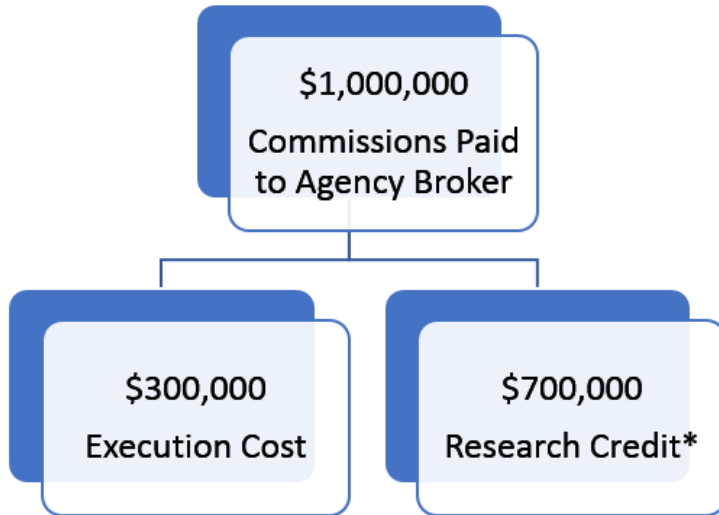 $1,000,000
Commissions Paid
to Agency Broker
$300,000
Execution Cost
$700,000
Research Credit*